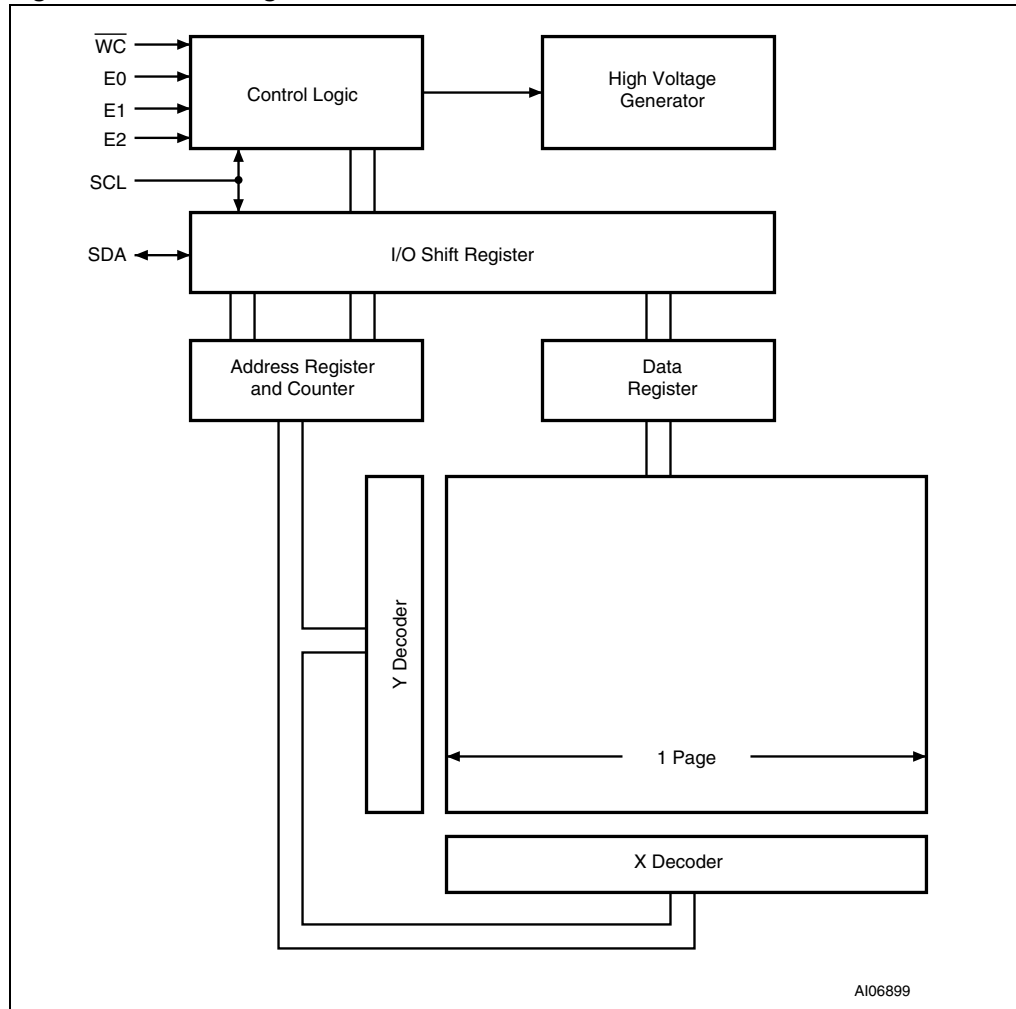 WC
E0
E1
E2
SCL
SDA
Control Logic
High Voltage
Generator
I/O Shift Register
Address Register
and Counter
Data
Register
Y Decoder
1 Page
X Decoder
AI06899